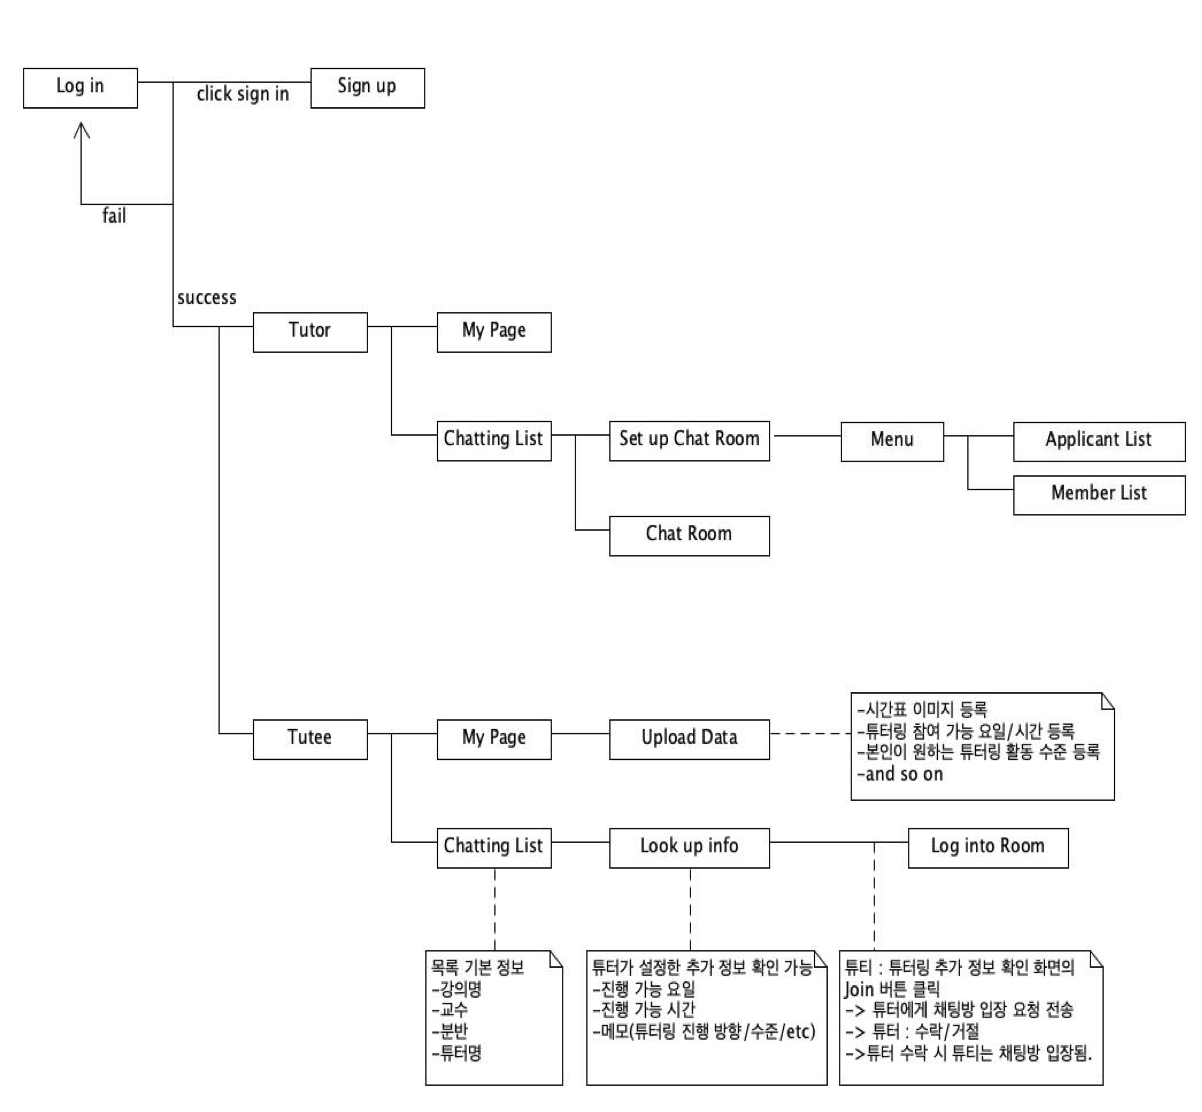 Log in
click sign in
Sign up
fail
success
Tutor
My Page
Chatting List
Set up Chat Room
Menu
Applicant List
Member List
Chat Room
Tutee
My Page
Upload Data
-시간표 이미지 등록
-튜터링 참여 가능 요일/시간 등록
-본인이 원하는 튜터링 활동 수준 등록
-and so on
Chatting List
Look up info
Log into Room
목록 기본 정보
-강의명
-교수
-분반
-튜터명
튜터가 설정한 추가 정보 확인 가능
-진행 가능 요일
-진행 가능 시간
-메모(튜터링 진행 방향/수준/etc)
튜티 : 튜터링 추가 정보 확인 화면의
Join 버튼 클릭
-> 튜터에게 채팅방 입장 요청 전송
-> 튜터 : 수락/거절
->튜터 수락 시 튜티는 채팅방 입장됨.